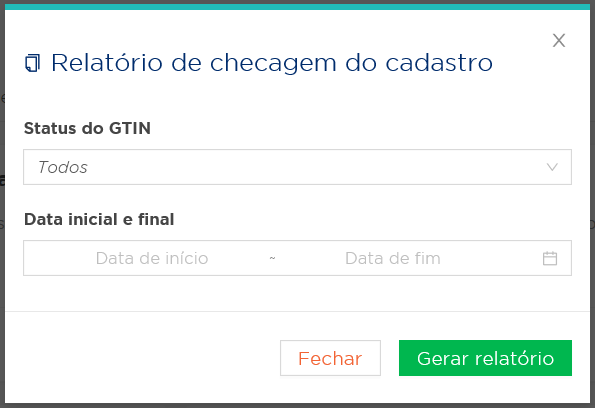 Relatório de checagem do cadastro
Status do GTIN
Todos
Data inicial e final
Data de início ~ Data de fim
Fechar Gerar relatório